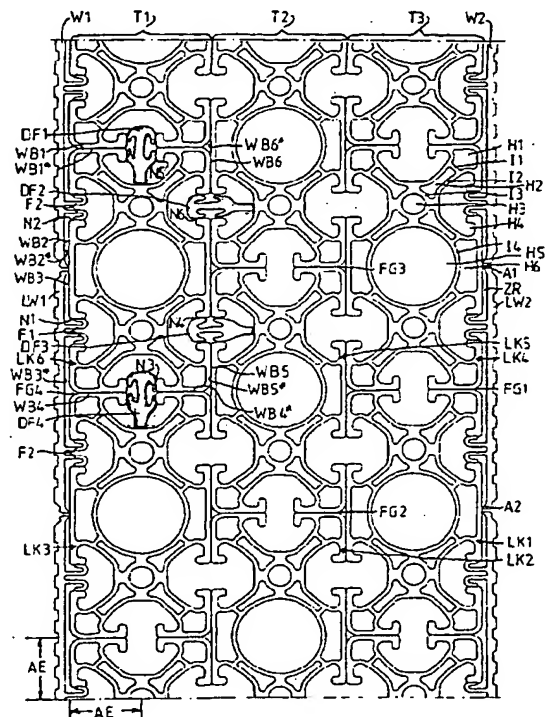 W1 T1 T2 T3 W2
DF1
WB1
WB1*
DF2
F2
N2
WB2
WB2*
WB3
LW1
N1
F1
DF3
LK6
WB3*
FG4
WB4
DF4
F2
LK3
AE
AE
N5
N6
N4
N3
WB6*
WB6
FG3
WB5
WB5*
WB4*
FG2
LK5
LK2
H1
I1
I2
H2
I3
H3
H4
I4
H5
H6
A1
ZR
LW2
LK4
FG1
A2
LK1